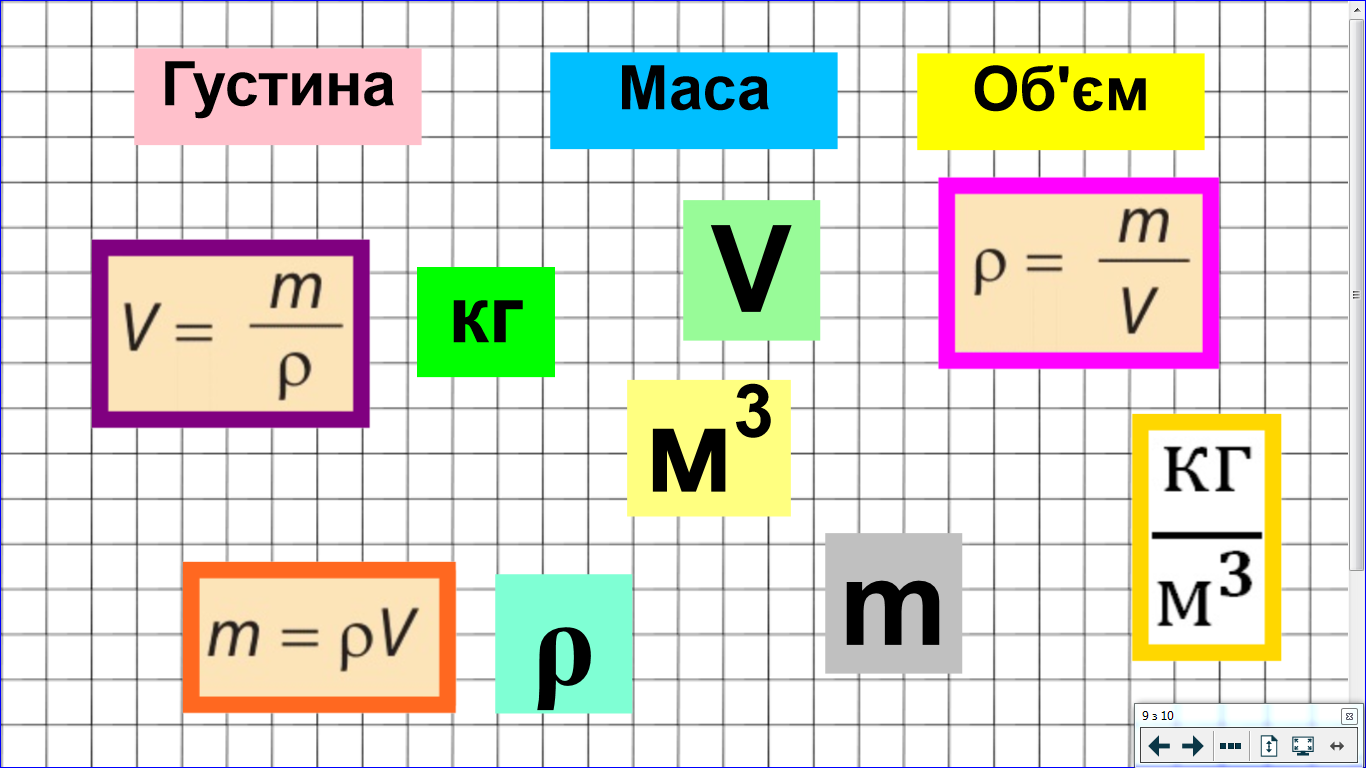 Густина
Маса
Об'єм
V = m/ρ
кг
V
ρ = m/V
м³
кг/м³
m = ρV
ρ
m
9 з 10